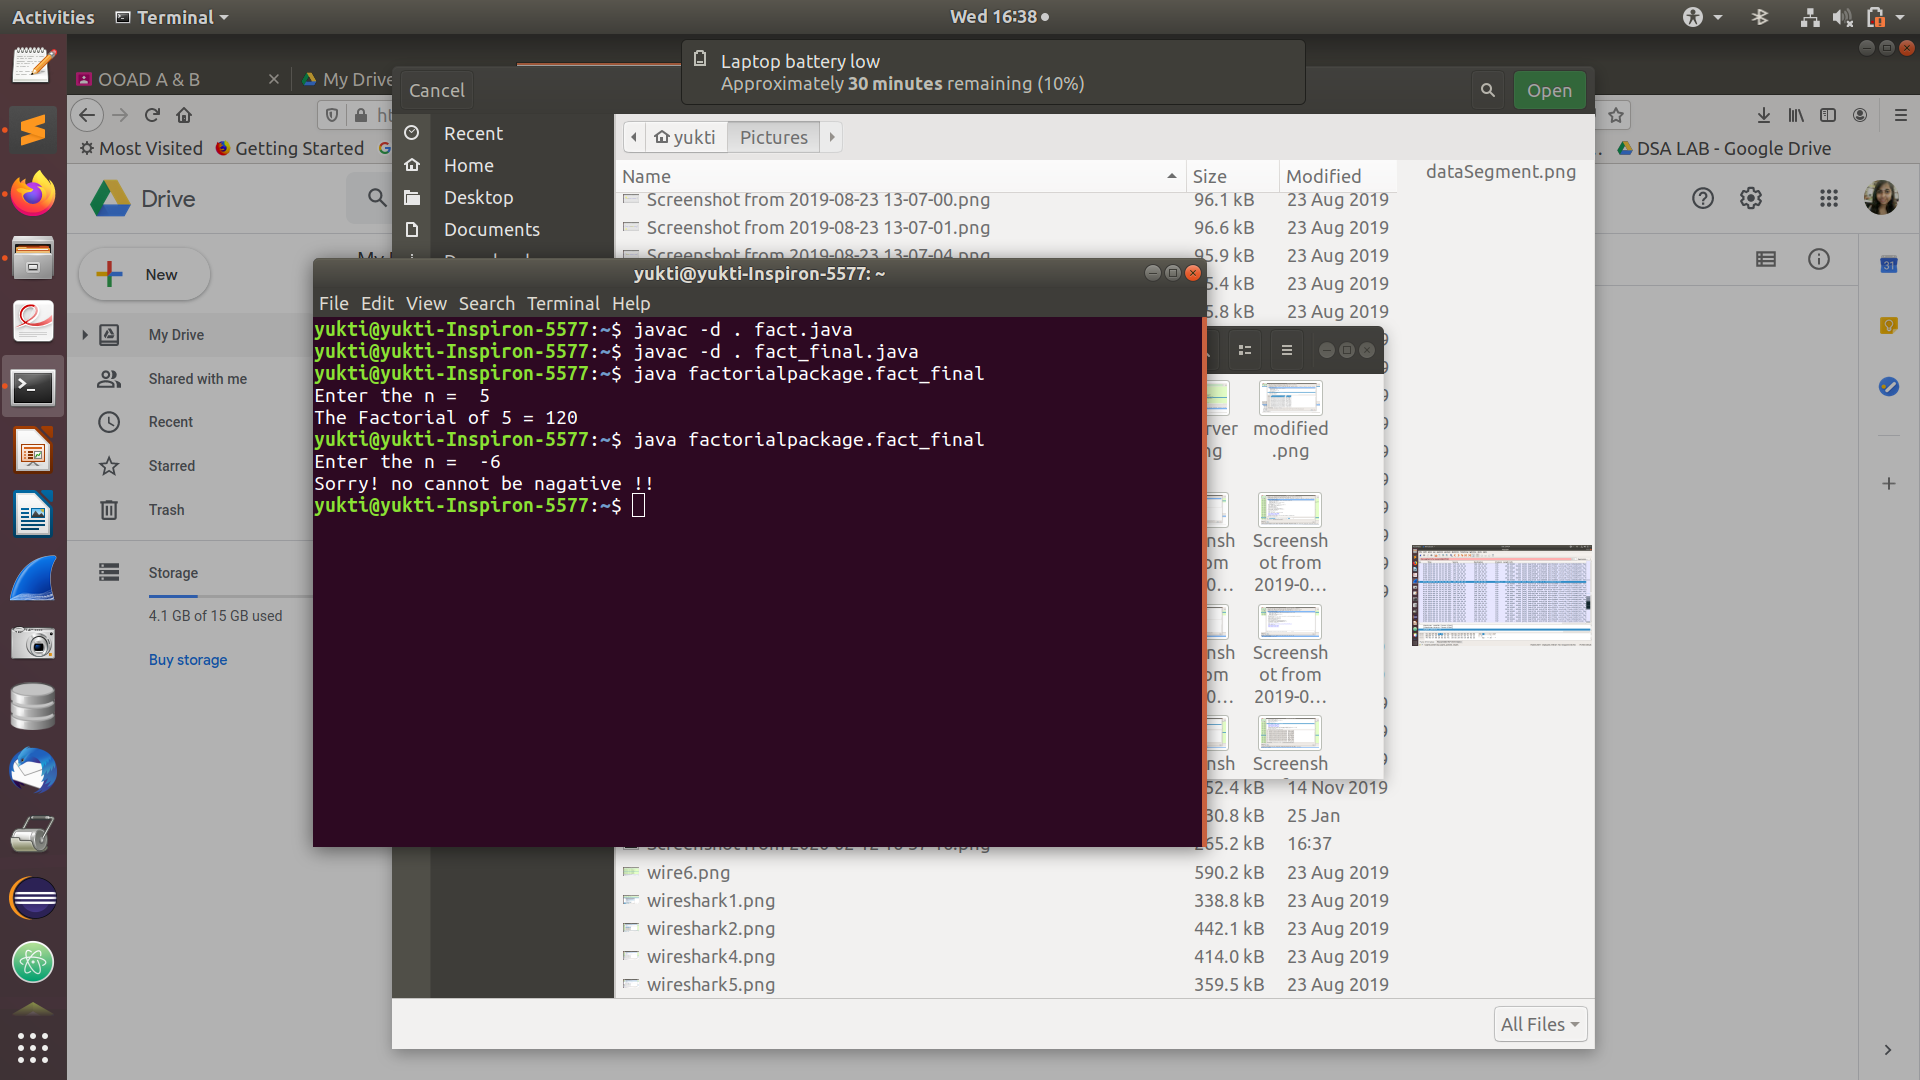 Activities
Terminal
Wed 16:38
Laptop battery low
Approximately 30 minutes remaining (10%)
OOAD A & B
My Drive
Cancel
Open
Most Visited
Getting Started
DSA LAB - Google Drive
Drive
New
My Drive
Shared with me
Recent
Starred
Trash
Storage
4.1 GB of 15 GB used
Buy storage
Recent
Home
Desktop
Documents
yukti
Pictures
Name
Size
Modified
dataSegment.png
Screenshot from 2019-08-23 13-07-00.png 96.1 kB 23 Aug 2019
Screenshot from 2019-08-23 13-07-01.png 96.6 kB 23 Aug 2019
Screenshot from 2019-08-23 13-07-04.png 95.9 kB 23 Aug 2019
5.4 kB 23 Aug 2019
5.8 kB 23 Aug 2019
yukti@yukti-Inspiron-5577: ~
File Edit View Search Terminal Help
yukti@yukti-Inspiron-5577:~$ javac -d . fact.java
yukti@yukti-Inspiron-5577:~$ javac -d . fact_final.java
yukti@yukti-Inspiron-5577:~$ java factorialpackage.fact_final
Enter the n =  5
The Factorial of 5 = 120
yukti@yukti-Inspiron-5577:~$ java factorialpackage.fact_final
Enter the n =  -6
Sorry! no cannot be nagative !!
yukti@yukti-Inspiron-5577:~$
modified
.png
Screensh
ot from
2019-0...
Screensh
ot from
2019-0...
Screensh
52.4 kB 14 Nov 2019
30.8 kB 25 Jan
265.2 kB 16:37
wire6.png 590.2 kB 23 Aug 2019
wireshark1.png 338.8 kB 23 Aug 2019
wireshark2.png 442.1 kB 23 Aug 2019
wireshark4.png 414.0 kB 23 Aug 2019
wireshark5.png 359.5 kB 23 Aug 2019
All Files
31